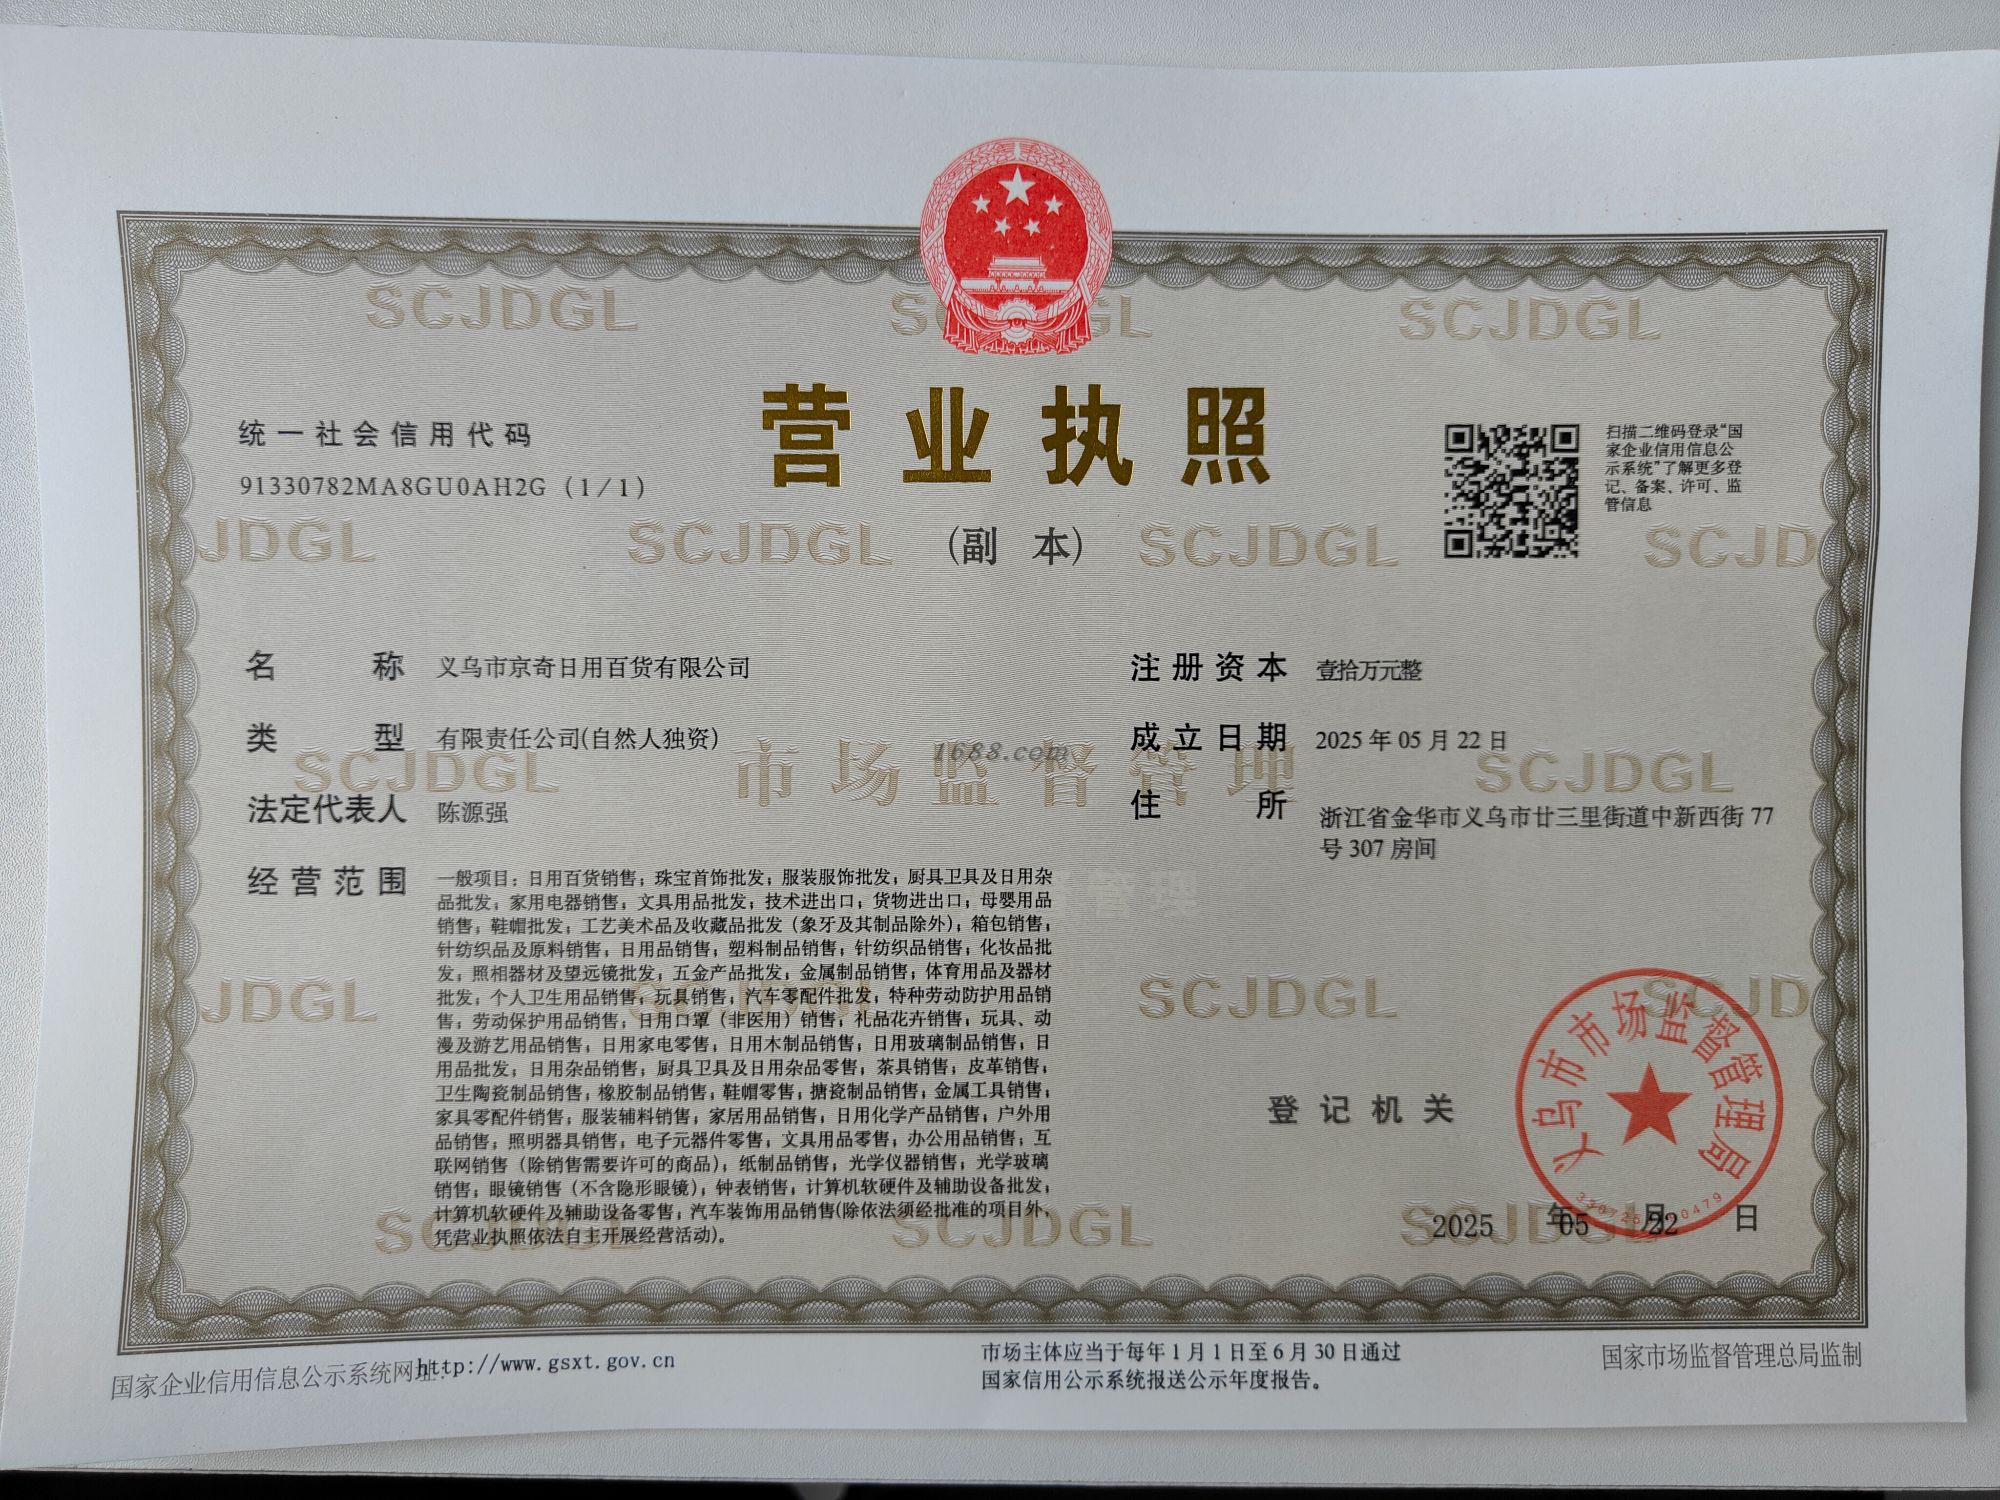 营业执照
(副 本)
统一社会信用代码
91330782MA8GU0AH2G (1/1)
扫描二维码登录“国
家企业信用信息公
示系统”了解更多登
记、备案、许可、监
管信息
名 称 义乌市京奇日用百货有限公司
类 型 有限责任公司(自然人独资)
法定代表人 陈源强
经营范围 一般项目：日用百货销售；珠宝首饰批发；服装服饰批发；厨具卫具及日用杂
品批发；家用电器销售；文具用品批发；技术进出口；货物进出口；母婴用品
销售；鞋帽批发；工艺美术品及收藏品批发（象牙及其制品除外）；箱包销售；
针纺织品及原料销售；日用品销售；塑料制品销售；针纺织品销售；化妆品批
发；照相器材及望远镜批发；五金产品批发；金属制品销售；体育用品及器材
批发；个人卫生用品销售；玩具销售；汽车零配件批发；特种劳动防护用品销
售；劳动保护用品销售；日用口罩（非医用）销售；礼品花卉销售；玩具、动
漫及游艺用品销售；日用家电零售；日用木制品销售；日用玻璃制品销售；日
用品批发；日用杂品销售；厨具卫具及日用杂品零售；茶具销售；皮革销售；
卫生陶瓷制品销售；橡胶制品销售；鞋帽零售；搪瓷制品销售；金属工具销售；
家具零配件销售；服装辅料销售；家居用品销售；日用化学产品销售；户外用
品销售；照明器具销售；电子元器件零售；文具用品零售；办公用品销售；互
联网销售（除销售需要许可的商品）；纸制品销售；光学仪器销售；光学玻璃
销售；眼镜销售（不含隐形眼镜）；钟表销售；计算机软硬件及辅助设备批发；
计算机软硬件及辅助设备零售；汽车装饰用品销售(除依法须经批准的项目外，
凭营业执照依法自主开展经营活动)。
注册资本 壹拾万元整
成立日期 2025 年 05 月 22 日
住 所 浙江省金华市义乌市廿三里街道中新西街 77
号 307 房间
1688.com
市场监督管理
SCJDGL
登记机关
义乌市市场监督管理局
2025 年 05 月 22 日
国家企业信用信息公示系统网址:http://www.gsxt.gov.cn
市场主体应当于每年 1 月 1 日至 6 月 30 日通过
国家信用公示系统报送公示年度报告。
国家市场监督管理总局监制